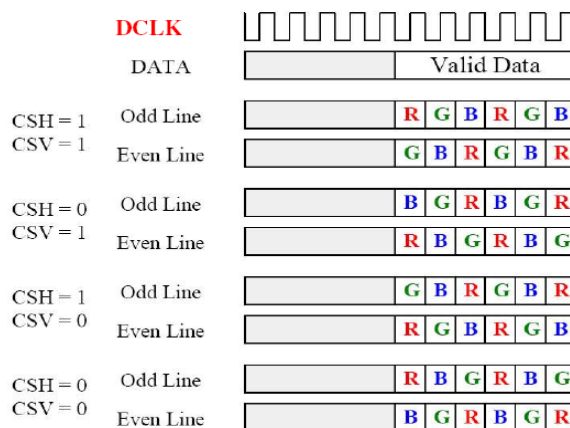 DCLK
DATA Valid Data
CSH = 1
CSV = 1
Odd Line R G B R G B
Even Line G B R G B R
CSH = 0
CSV = 1
Odd Line B G R B G R
Even Line R B G R B G
CSH = 1
CSV = 0
Odd Line G B R G B R
Even Line R G B R G B
CSH = 0
CSV = 0
Odd Line R B G R B G
Even Line B G R B G R